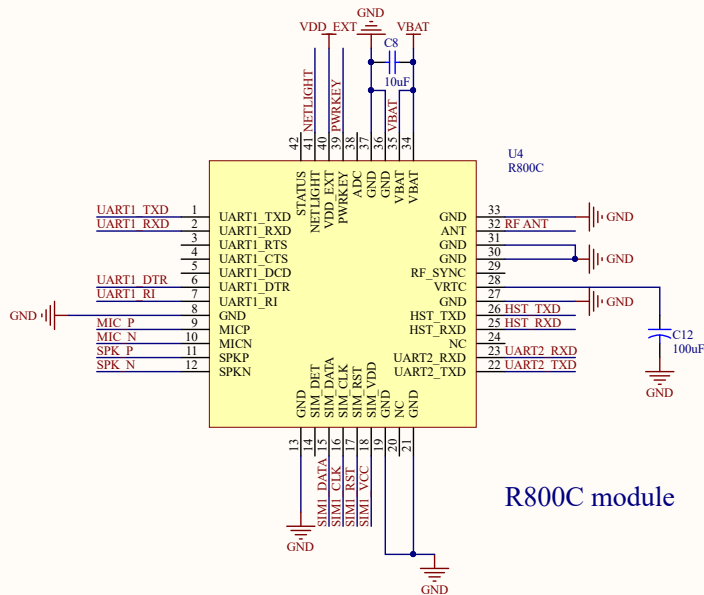 GND
VDD_EXT
VBAT
C8
10uF
NETLIGHT
PWRKEY
VBAT
42
41
40
39
38
37
36
35
34
STATUS
NETLIGHT
VDD_EXT
PWRKEY
ADC
GND
GND
VBAT
VBAT
U4
R800C
UART1_TXD 1 UART1_TXD
UART1_RXD 2 UART1_RXD
3 UART1_RTS
4 UART1_CTS
5 UART1_DCD
UART1_DTR 6 UART1_DTR
UART1_RI 7 UART1_RI
GND 8 GND
MIC_P 9 MICP
MIC_N 10 MICN
SPK_P 11 SPKP
SPK_N 12 SPKN
GND 33 GND
ANT 32 RF ANT
GND 31
GND 30 GND
RF_SYNC 29
VRTC 28
GND 27 GND
HST_TXD 26 HST_TXD
HST_RXD 25 HST_RXD
NC 24
UART2_RXD 23 UART2_RXD
UART2_TXD 22 UART2_TXD
C12
100uF
GND
GND
SIM_DET
SIM_DATA
SIM_CLK
SIM_RST
SIM_VDD
GND
NC
GND
13
14
15
16
17
18
19
20
21
SIM1_DATA
SIM1_CLK
SIM1_RST
SIM1_VCC
GND
GND
R800C module